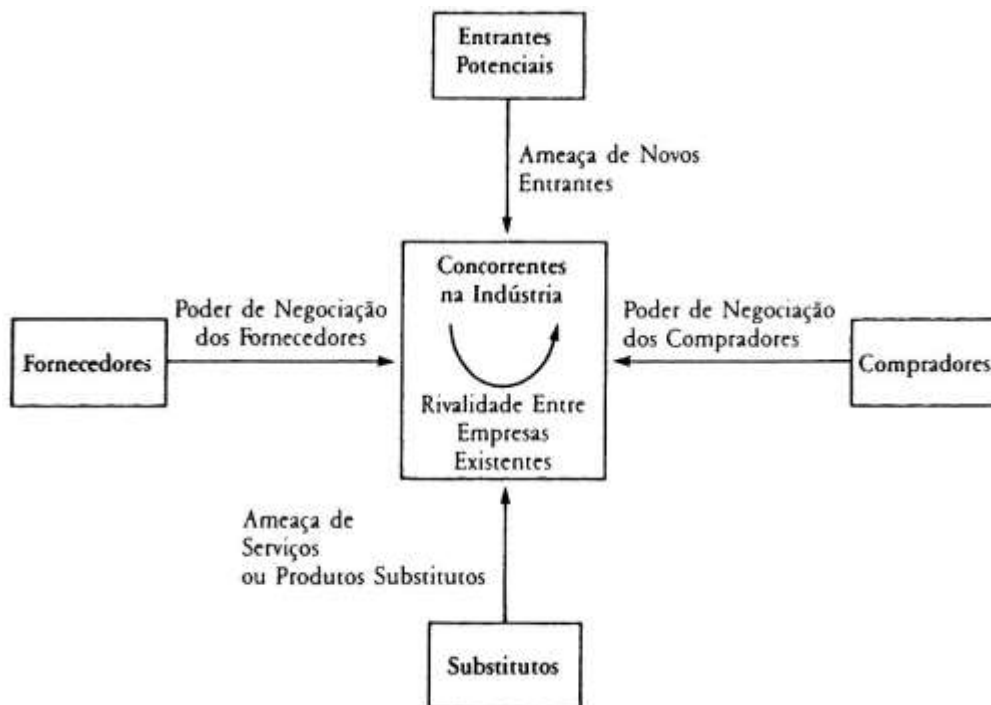 Entrantes
Potenciais
Ameaça de Novos
Entrantes
Concorrentes
na Indústria
Poder de Negociação
dos Fornecedores
Poder de Negociação
dos Compradores
Fornecedores
Compradores
Rivalidade Entre
Empresas
Existentes
Ameaça de
Serviços
ou Produtos Substitutos
Substitutos